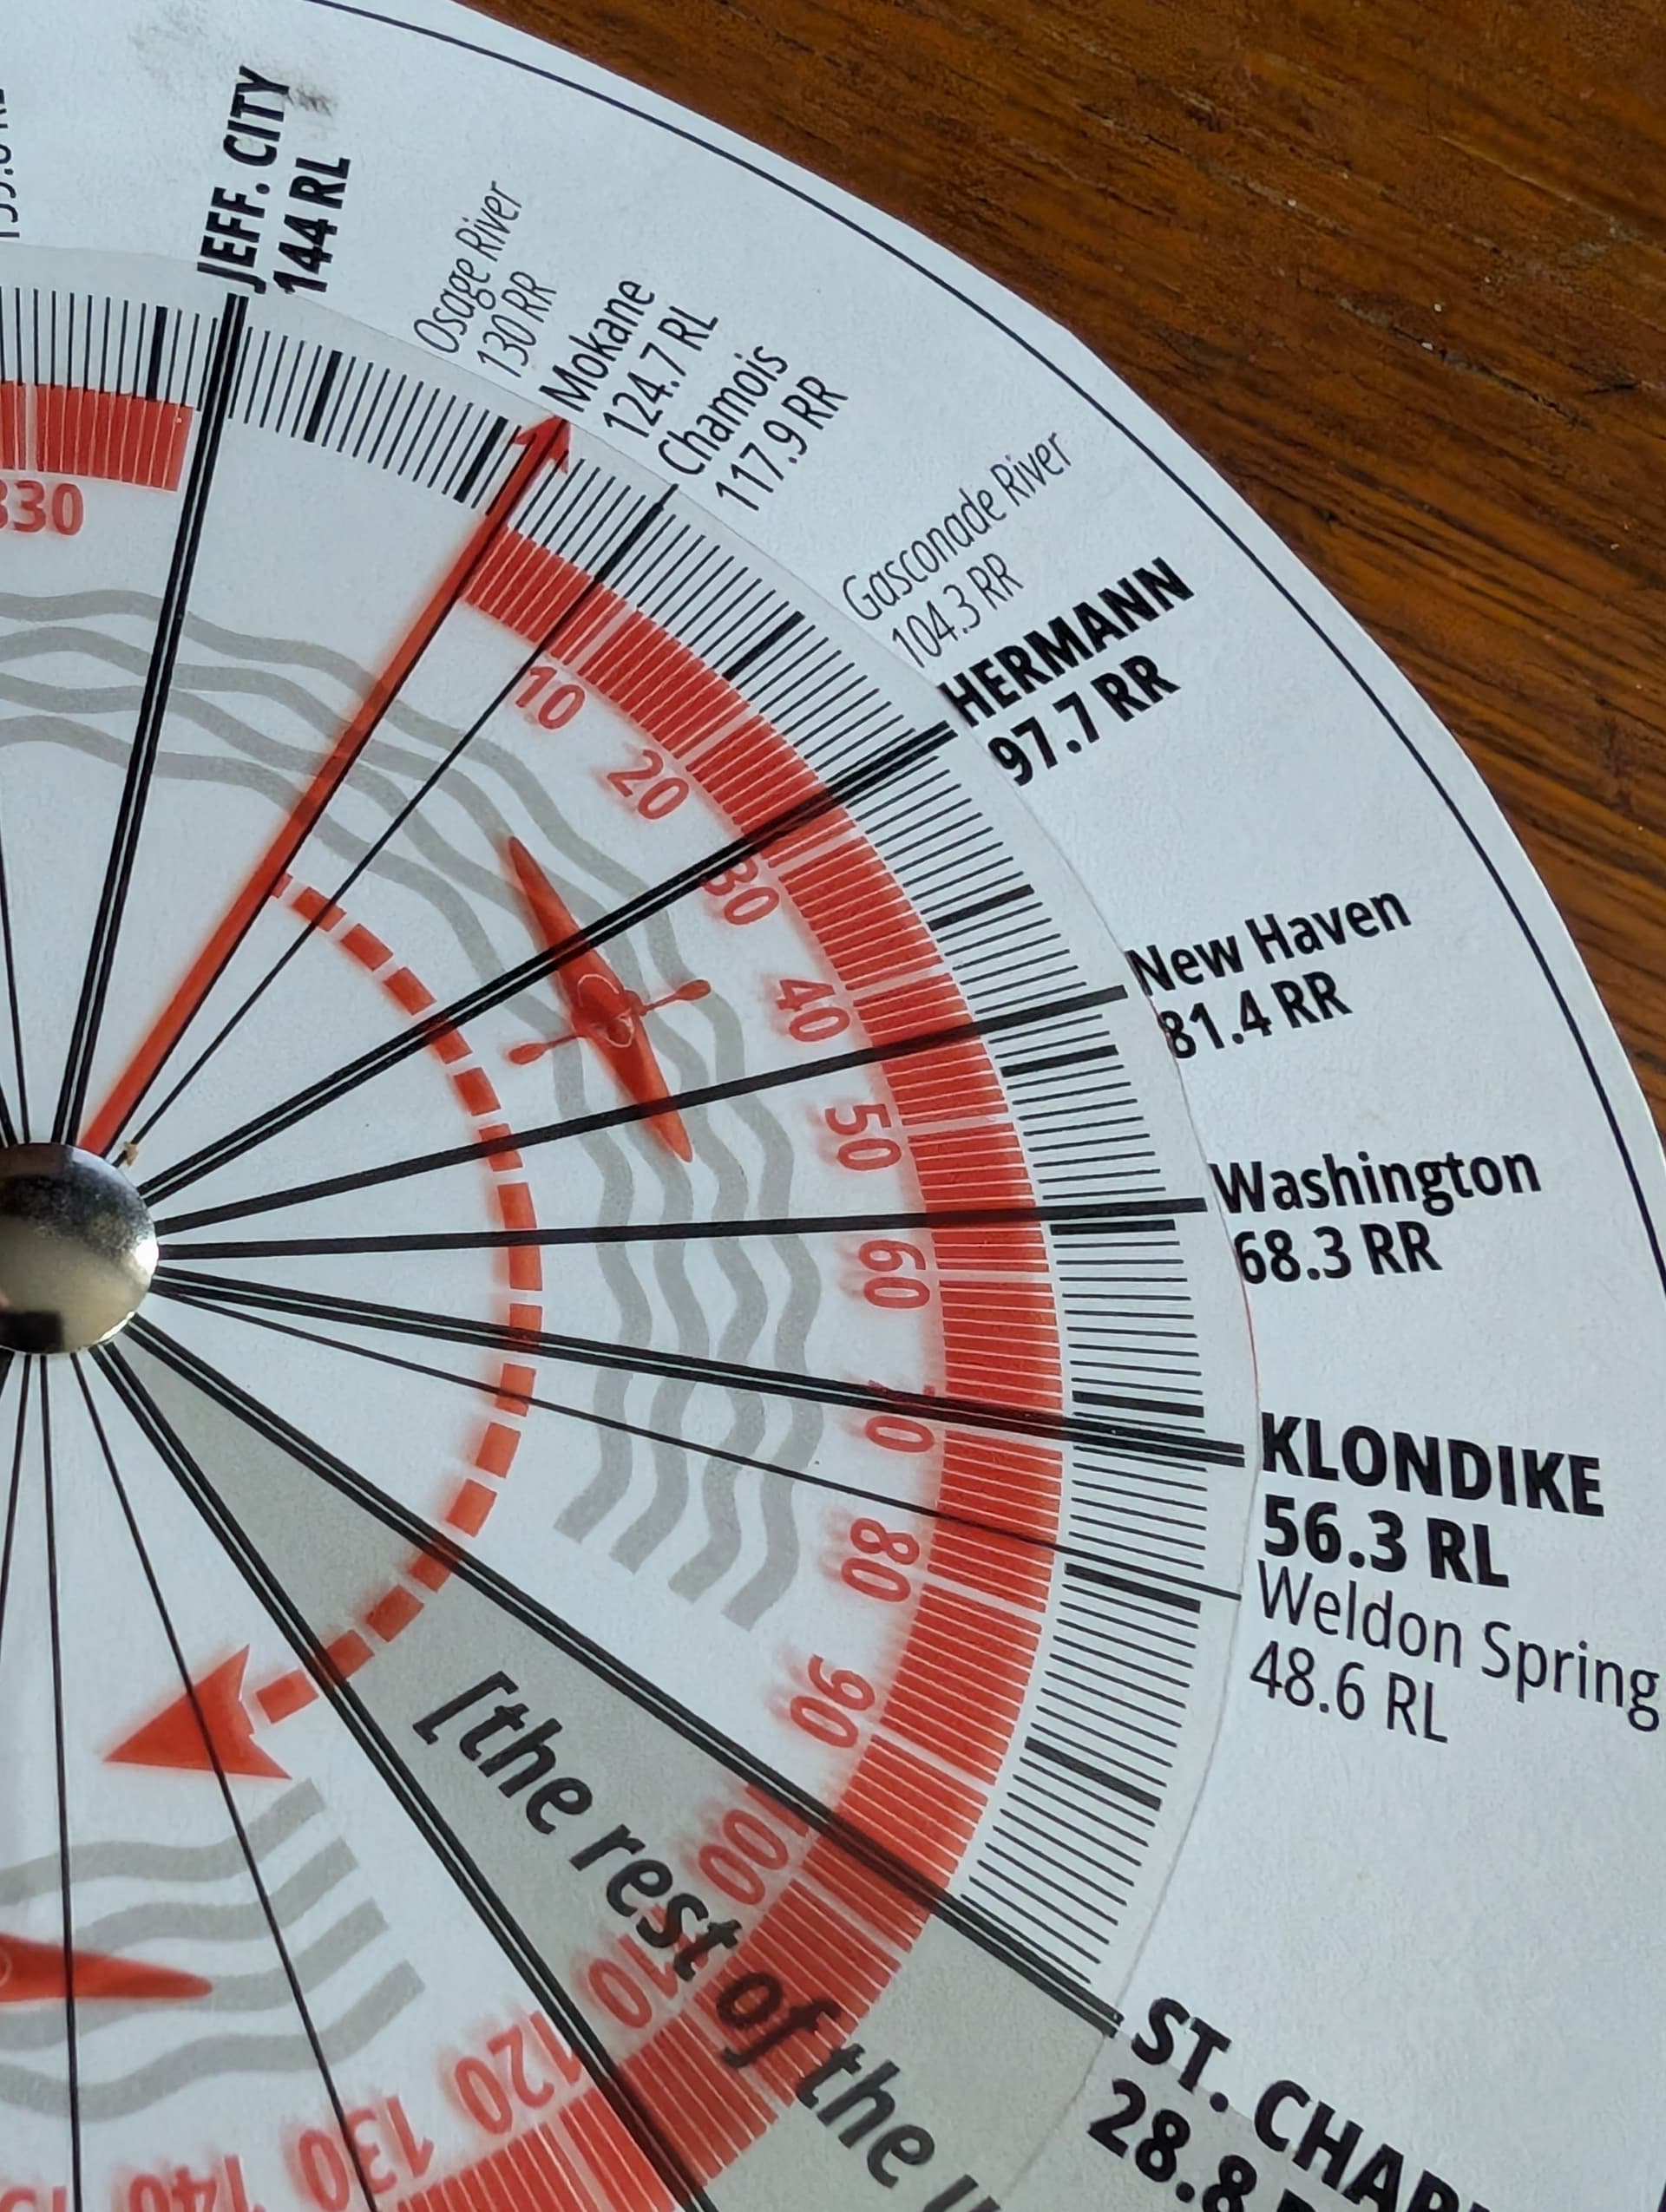 JEFF. CITY
144 RL
Osage River
130 RR
Mokane
124.7 RL
Chamois
117.9 RR
Gasconade River
104.3 RR
HERMANN
97.7 RR
New Haven
81.4 RR
Washington
68.3 RR
KLONDIKE
56.3 RL
Weldon Spring
48.6 RL
ST. CHAR
28.8
330
10
20
30
40
50
60
70
80
90
100
110
120
130
140
[the rest of the